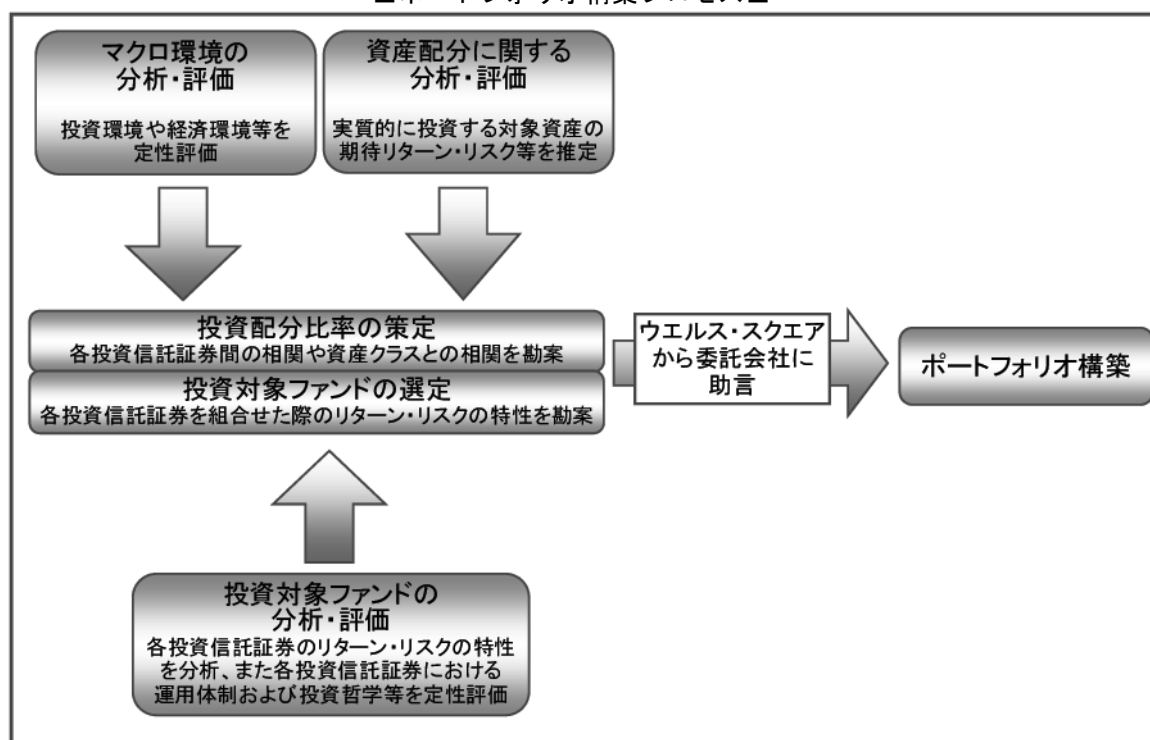 マクロ環境の
分析・評価
投資環境や経済環境等を
定性評価
資産配分に関する
分析・評価
実質的に投資する対象資産の
期待リターン・リスク等を推定
投資配分比率の策定
各投資信託証券間の相関や資産クラスとの相関を勘案
投資対象ファンドの選定
各投資信託証券を組合せた際のリターン・リスクの特性を勘案
ウエルス・スクエア
から委託会社に
助言
ポートフォリオ構築
投資対象ファンドの
分析・評価
各投資信託証券のリターン・リスクの特性
を分析、また各投資信託証券における
運用体制および投資哲学等を定性評価